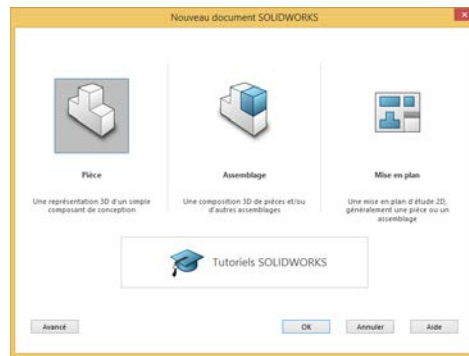 Nouveau document SOLIDWORKS
Pièce
Une représentation 3D d'un simple
composant de conception
Assemblage
Une composition 3D de pièces et/ou
d'autres assemblages
Mise en plan
Une mise en plan d'étude 2D,
généralement une pièce ou un
assemblage
Tutoriels SOLIDWORKS
Avancé
OK
Annuler
Aide